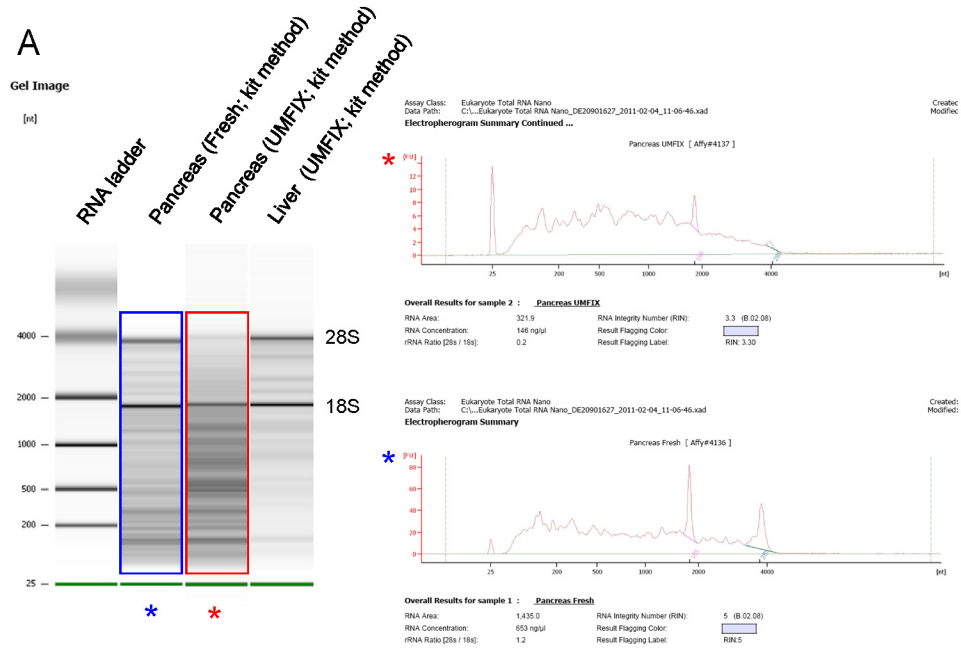 A
Gel Image
[nt]
RNA ladder
Pancreas (Fresh; kit method)
Pancreas (UMFIX; kit method)
Liver (UMFIX; kit method)
4000
2000
1000
500
200
25
28S
18S
*
*
Assay Class: Eukaryote Total RNA Nano Created
Data Path: C:\...Eukaryote Total RNA Nano_DE20901627_2011-02-04_11-06-46.xad Modified
Electropherogram Summary Continued ...
Pancreas UMFIX [ Affy#4137 ]
*
[FU]
12
10
8
6
4
2
0
25 200 500 1000 2000 4000 [nt]
Overall Results for sample 2 : Pancreas UMFIX
RNA Area: 321.9 RNA Integrity Number (RIN): 3.3 (B.02.08)
RNA Concentration: 146 ng/µl Result Flagging Color:
rRNA Ratio [28s / 18s]: 0.2 Result Flagging Label: RIN: 3.30
Assay Class: Eukaryote Total RNA Nano Created:
Data Path: C:\...Eukaryote Total RNA Nano_DE20901627_2011-02-04_11-06-46.xad Modified:
Electropherogram Summary
Pancreas Fresh [ Affy#4136 ]
*
[FU]
80
60
40
20
0
25 200 500 1000 2000 4000 [nt]
Overall Results for sample 1 : Pancreas Fresh
RNA Area: 1,435.0 RNA Integrity Number (RIN): 5 (B.02.08)
RNA Concentration: 653 ng/µl Result Flagging Color:
rRNA Ratio [28s / 18s]: 1.2 Result Flagging Label: RIN:5